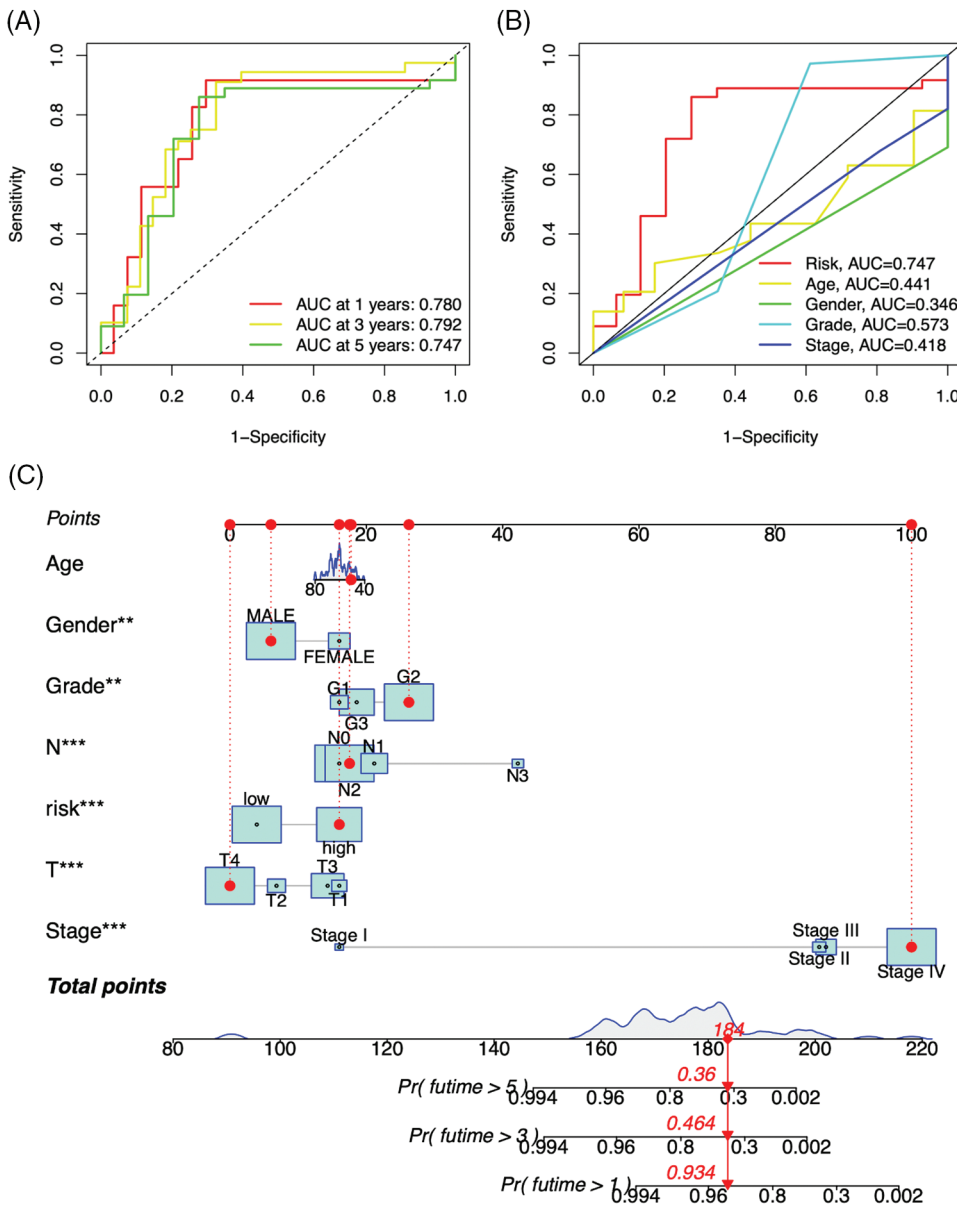 (A)
Sensitivity
1.0
0.8
0.6
0.4
0.2
0.0
AUC at 1 years: 0.780
AUC at 3 years: 0.792
AUC at 5 years: 0.747
0.0 0.2 0.4 0.6 0.8 1.0
1−Specificity
(B)
Sensitivity
1.0
0.8
0.6
0.4
0.2
0.0
Risk, AUC=0.747
Age, AUC=0.441
Gender, AUC=0.346
Grade, AUC=0.573
Stage, AUC=0.418
0.0 0.2 0.4 0.6 0.8 1.0
1−Specificity
(C)
Points
0 20 40 60 80 100
Age
80 40
Gender**
MALE
FEMALE
Grade**
G1 G2
G3
N***
N0 N1
N2 N3
risk***
low
high
T***
T4 T3
T2 T1
Stage***
Stage I Stage III
Stage II Stage IV
Total points
184
80 100 120 140 160 180 200 220
0.36
Pr( futime > 5 )
0.994 0.96 0.8 0.3 0.002
0.464
Pr( futime > 3 )
0.994 0.96 0.8 0.3 0.002
0.934
Pr( futime > 1 )
0.994 0.96 0.8 0.3 0.002